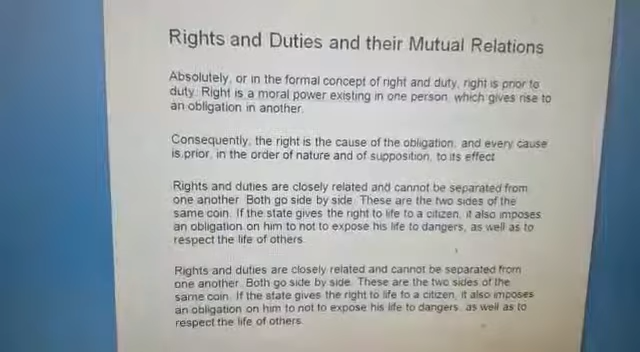 Rights and Duties and their Mutual Relations
Absolutely, or in the formal concept of right and duty, right is prior to
duty. Right is a moral power existing in one person, which gives rise to
an obligation in another.
Consequently, the right is the cause of the obligation, and every cause
is prior, in the order of nature and of supposition, to its effect
Rights and duties are closely related and cannot be separated from
one another. Both go side by side. These are the two sides of the
same coin. If the state gives the right to life to a citizen, it also imposes
an obligation on him to not to expose his life to dangers, as well as to
respect the life of others.
Rights and duties are closely related and cannot be separated from
one another. Both go side by side. These are the two sides of the
same coin. If the state gives the right to life to a citizen, it also imposes
an obligation on him to not to expose his life to dangers, as well as to
respect the life of others.